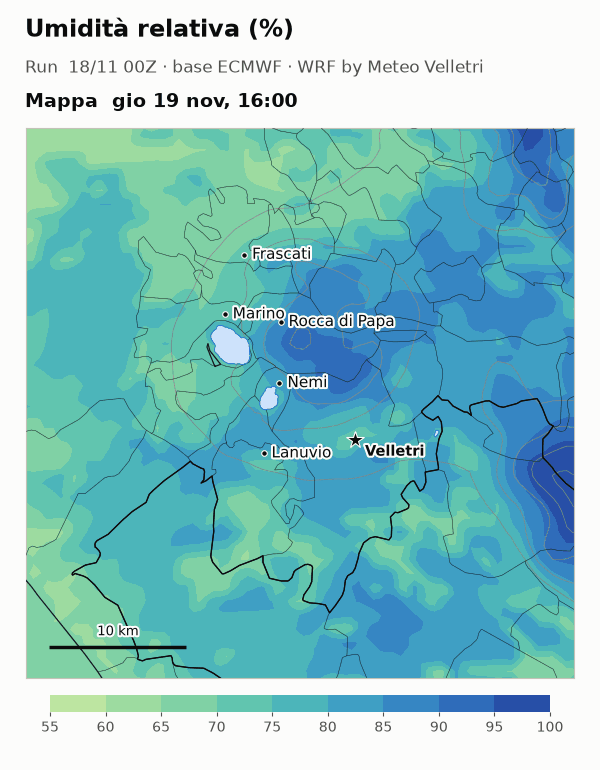 Umidità relativa (%)
Run  18/11 00Z · base ECMWF · WRF by Meteo Velletri
Mappa  gio 19 nov, 16:00
Frascati
Marino
Rocca di Papa
Nemi
Velletri
Lanuvio
10 km
55 60 65 70 75 80 85 90 95 100